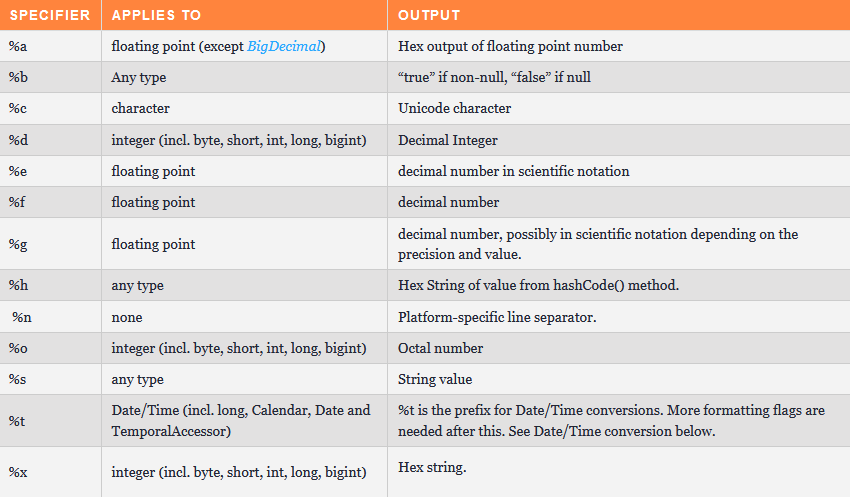 SPECIFIER APPLIES TO OUTPUT
%a floating point (except BigDecimal) Hex output of floating point number
%b Any type “true” if non-null, “false” if null
%c character Unicode character
%d integer (incl. byte, short, int, long, bigint) Decimal Integer
%e floating point decimal number in scientific notation
%f floating point decimal number
%g floating point decimal number, possibly in scientific notation depending on the
precision and value.
%h any type Hex String of value from hashCode() method.
%n none Platform-specific line separator.
%o integer (incl. byte, short, int, long, bigint) Octal number
%s any type String value
%t Date/Time (incl. long, Calendar, Date and
TemporalAccessor) %t is the prefix for Date/Time conversions. More formatting flags are
needed after this. See Date/Time conversion below.
%x integer (incl. byte, short, int, long, bigint) Hex string.